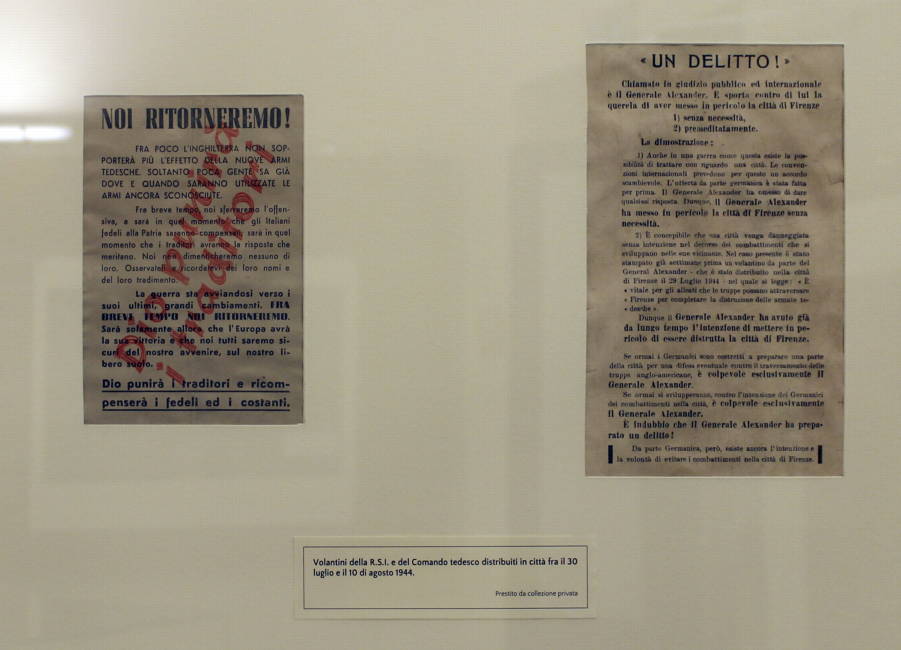 NOI RITORNEREMO!
FRA POCO L'INGHILTERRA NON SOP-
PORTERÀ PIÙ L'EFFETTO DELLA NUOVE ARMI
TEDESCHE. SOLTANTO POCA GENTE SA GIÀ
DOVE E QUANDO SARANNO UTILIZZATE LE
ARMI ANCORA SCONOSCIUTE.
Fra breve tempo, noi sferreremo l'offen-
siva, e sarà in quel momento che gli Italiani
fedeli alla Patria saranno compensati, sarà in quel
momento che i traditori avranno la risposta che
meritano. Noi non dimenticheremo nessuno di
loro. Osservate e ricordatevi dei loro nomi e
del loro tradimento.
La guerra sta avviandosi verso i
suoi ultimi, grandi cambiamenti. FRA
BREVE TEMPO NOI RITORNEREMO.
Sarà solamente allora che l'Europa avrà
la sua vittoria e che noi tutti saremo si-
curi del nostro avvenire, sul nostro li-
bero suolo.
Dio punirà i traditori e ricom-
penserà i fedeli ed i costanti.
Dio punirà
i traditori
« UN DELITTO! »
Chiamato in giudizio pubblico ed internazionale
è il Generale Alexander. È sporta contro di lui la
querela di aver messo in pericolo la città di Firenze
1) senza necessità,
2) premeditatamente.
La dimostrazione:
1) Anche in una guerra come questa esiste la pos-
sibilità di trattare con riguardo una città. Le conven-
zioni internazionali prevedono per questo un accordo
scambievole. L'offerta da parte germanica è stata fatta
per prima. Il Generale Alexander ha omesso di dare
qualsiasi risposta. Dunque, il Generale Alexander
ha messo in pericolo la città di Firenze senza
necessità.
2) È concepibile che una città venga danneggiata
senza intenzione nel decorso dei combattimenti che si
sviluppano nelle sue vicinanze. Nel caso presente è stato
stampato già settimane prima un volantino da parte del
General Alexander - che è stato distribuito nella città
di Firenze il 29 Luglio 1944 - nel quale si legge: « È
« vitale per gli alleati che le truppe possano attraversare
« Firenze per completare la distruzione delle armate te-
« desche ».
Dunque il Generale Alexander ha avuto già
da lungo tempo l'intenzione di mettere in pe-
ricolo di essere distrutta la città di Firenze.
Se ormai i Germanici sono costretti a preparare una parte
della città, per una difesa eventuale contro il traversamento delle
truppe anglo-americane, è colpevole esclusivamente Il
Generale Alexander.
Se ormai si svilupperanno, contro l'intenzione dei Germanici
dei combattimenti nella città, è colpevole esclusivamente
il Generale Alexander.
È indubbio che il Generale Alexander ha prepa-
rato un delitto!
Da parte Germanica, però, esiste ancora l'intenzione e
la volontà di evitare i combattimenti nella città di Firenze.
Volantini della R.S.I. e del Comando tedesco distribuiti in città fra il 30
luglio e il 10 di agosto 1944.
Prestito da collezione privata